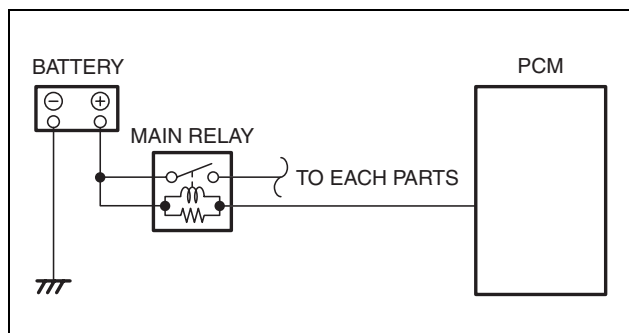 BATTERY
PCM
− +
MAIN RELAY
TO EACH PARTS